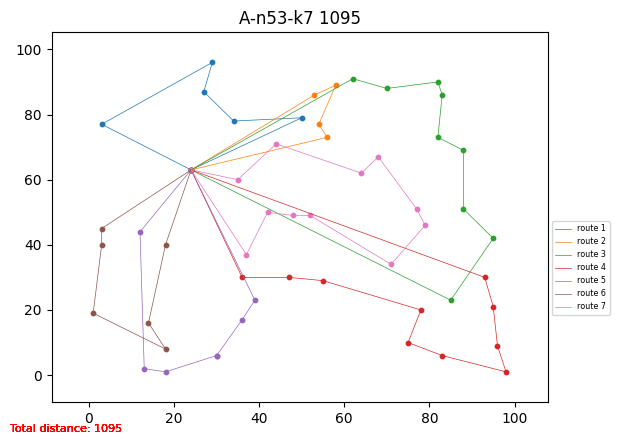 A-n53-k7 1095
100
80
60
40
20
0
0 20 40 60 80 100
route 1
route 2
route 3
route 4
route 5
route 6
route 7
Total distance: 1095